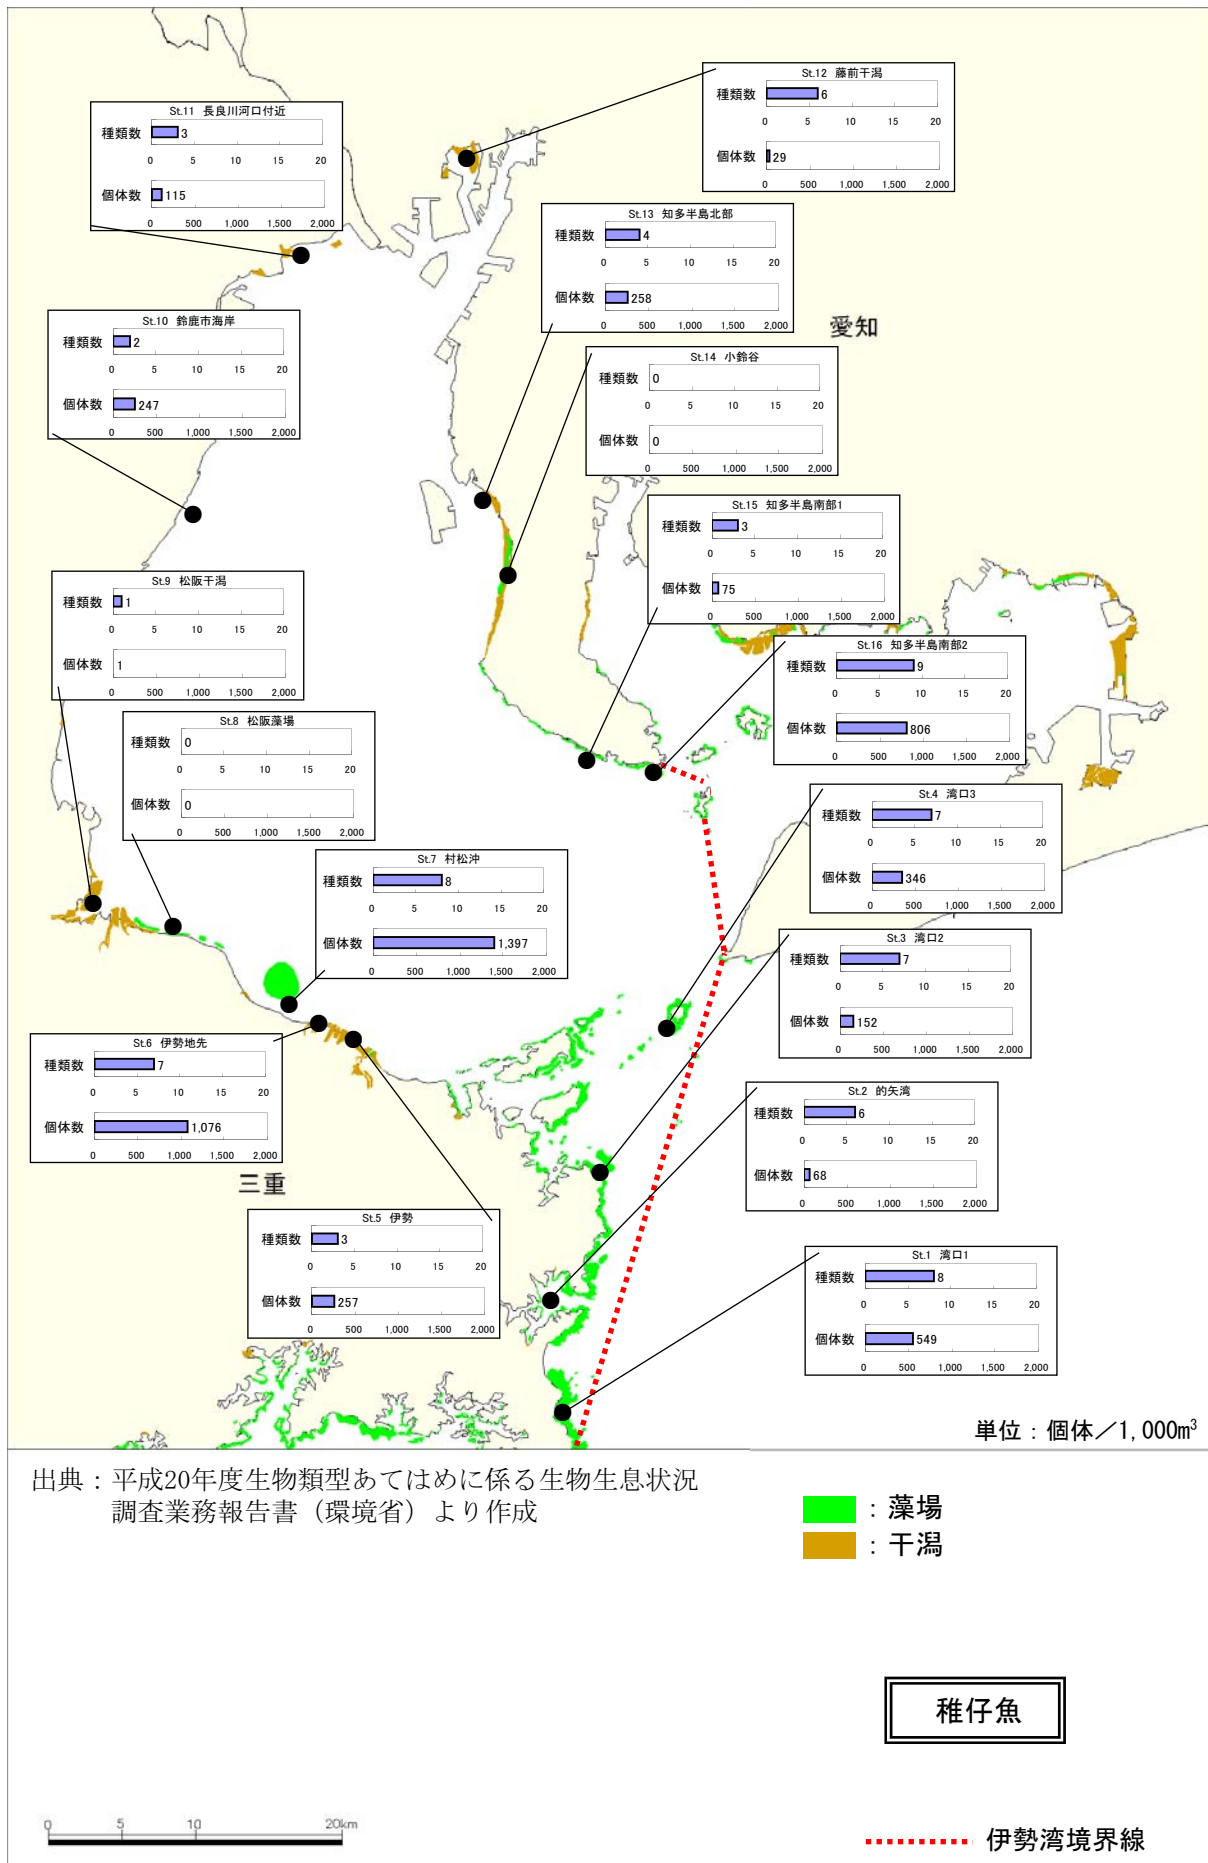 St.12 藤前干潟
種類数 6
0 5 10 15 20
個体数 29
0 500 1,000 1,500 2,000
St.11 長良川河口付近
種類数 3
0 5 10 15 20
個体数 115
0 500 1,000 1,500 2,000
St.13 知多半島北部
種類数 4
0 5 10 15 20
個体数 258
0 500 1,000 1,500 2,000
愛知
St.10 鈴鹿市海岸
種類数 2
0 5 10 15 20
個体数 247
0 500 1,000 1,500 2,000
St.14 小鈴谷
種類数 0
0 5 10 15 20
個体数 0
0 500 1,000 1,500 2,000
St.15 知多半島南部1
種類数 3
0 5 10 15 20
個体数 75
0 500 1,000 1,500 2,000
St.9 松阪干潟
種類数 1
0 5 10 15 20
個体数 1
0 500 1,000 1,500 2,000
St.16 知多半島南部2
種類数 9
0 5 10 15 20
個体数 806
0 500 1,000 1,500 2,000
St.8 松阪藻場
種類数 0
0 5 10 15 20
個体数 0
0 500 1,000 1,500 2,000
St.4 湾口3
種類数 7
0 5 10 15 20
個体数 346
0 500 1,000 1,500 2,000
St.7 村松沖
種類数 8
0 5 10 15 20
個体数 1,397
0 500 1,000 1,500 2,000
St.3 湾口2
種類数 7
0 5 10 15 20
個体数 152
0 500 1,000 1,500 2,000
St.6 伊勢地先
種類数 7
0 5 10 15 20
個体数 1,076
0 500 1,000 1,500 2,000
三重
St.2 的矢湾
種類数 6
0 5 10 15 20
個体数 68
0 500 1,000 1,500 2,000
St.5 伊勢
種類数 3
0 5 10 15 20
個体数 257
0 500 1,000 1,500 2,000
St.1 湾口1
種類数 8
0 5 10 15 20
個体数 549
0 500 1,000 1,500 2,000
単位：個体／1,000m³
出典：平成20年度生物類型あてはめに係る生物生息状況
調査業務報告書（環境省）より作成
：藻場
：干潟
稚仔魚
0 5 10 20km
伊勢湾境界線